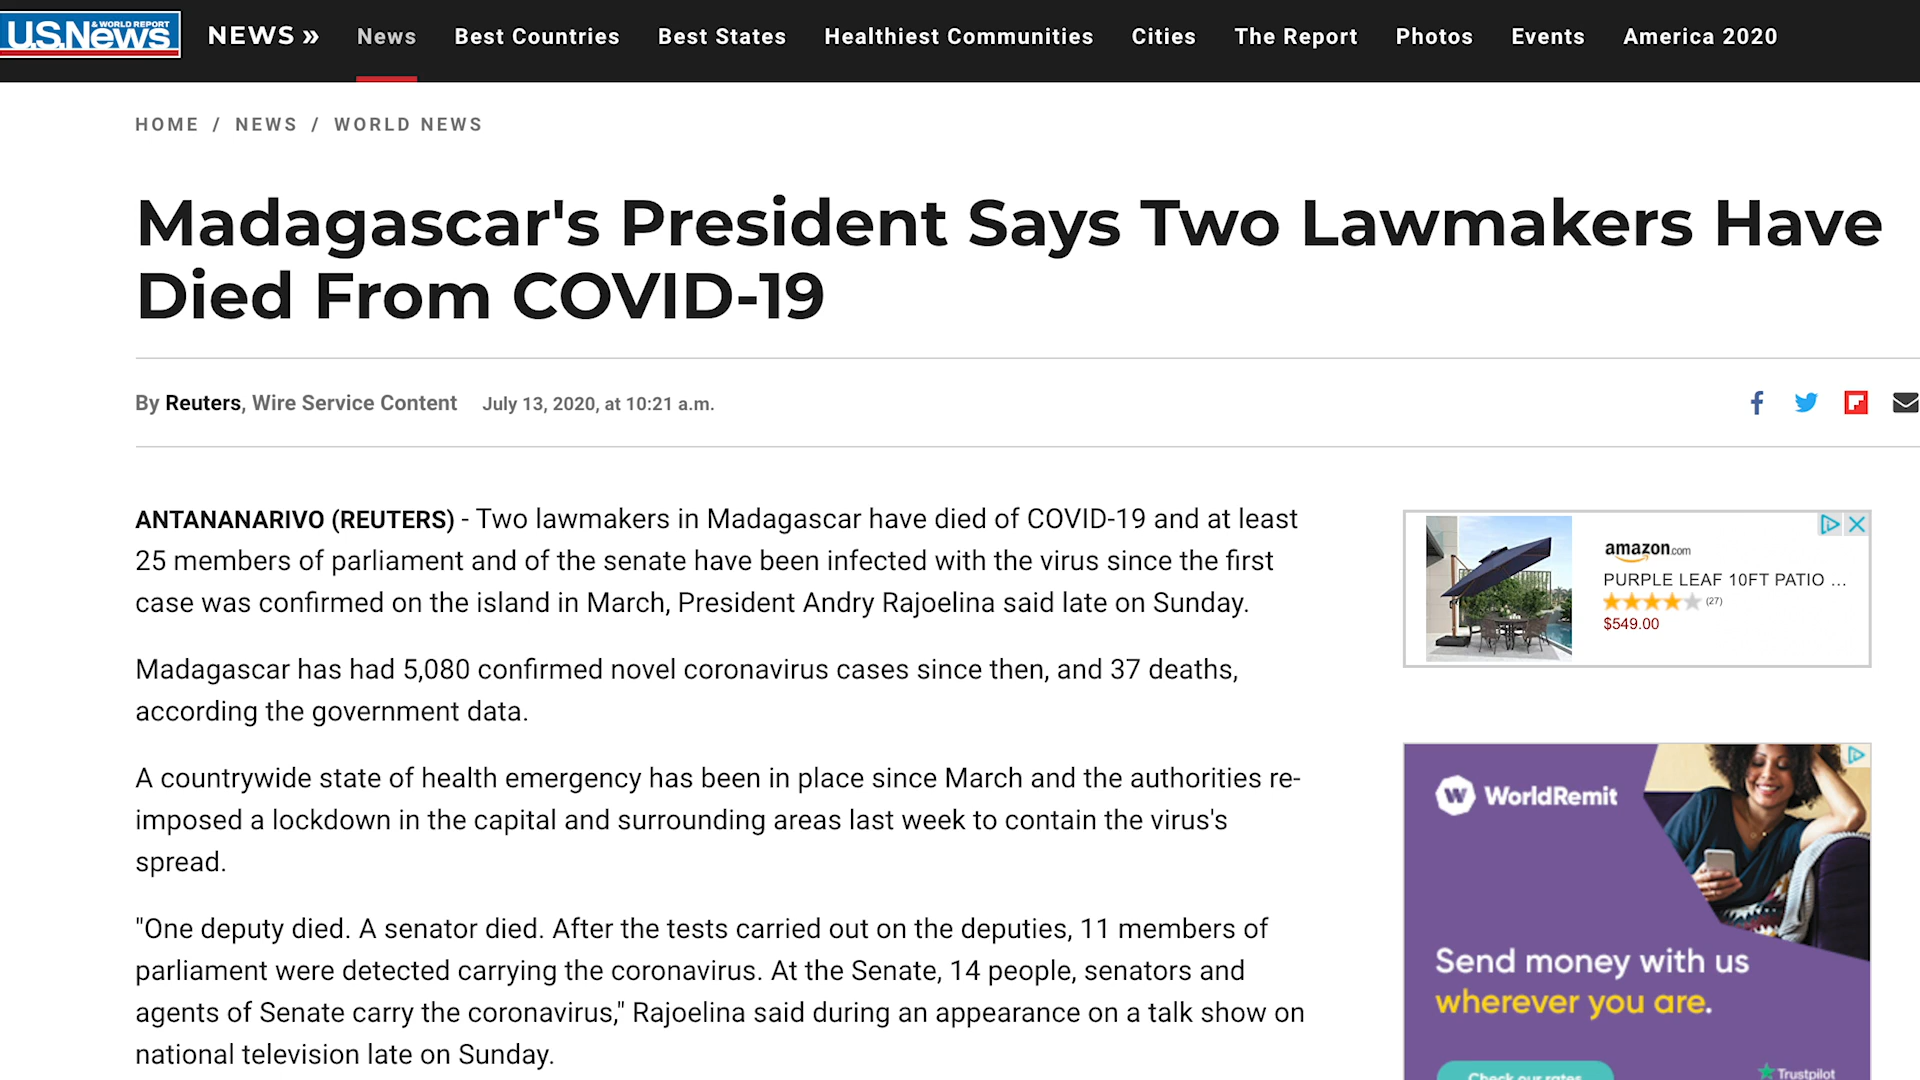 U.S.News
& WORLD REPORT
NEWS » News Best Countries Best States Healthiest Communities Cities The Report Photos Events America 2020
HOME / NEWS / WORLD NEWS
Madagascar's President Says Two Lawmakers Have
Died From COVID-19
By Reuters, Wire Service Content July 13, 2020, at 10:21 a.m.
ANTANANARIVO (REUTERS) - Two lawmakers in Madagascar have died of COVID-19 and at least
25 members of parliament and of the senate have been infected with the virus since the first
case was confirmed on the island in March, President Andry Rajoelina said late on Sunday.
Madagascar has had 5,080 confirmed novel coronavirus cases since then, and 37 deaths,
according the government data.
A countrywide state of health emergency has been in place since March and the authorities re-
imposed a lockdown in the capital and surrounding areas last week to contain the virus's
spread.
"One deputy died. A senator died. After the tests carried out on the deputies, 11 members of
parliament were detected carrying the coronavirus. At the Senate, 14 people, senators and
agents of Senate carry the coronavirus," Rajoelina said during an appearance on a talk show on
national television late on Sunday.
amazon.com
PURPLE LEAF 10FT PATIO ...
(27)
$549.00
W WorldRemit
Send money with us
wherever you are.
Check our rates
Trustpilot